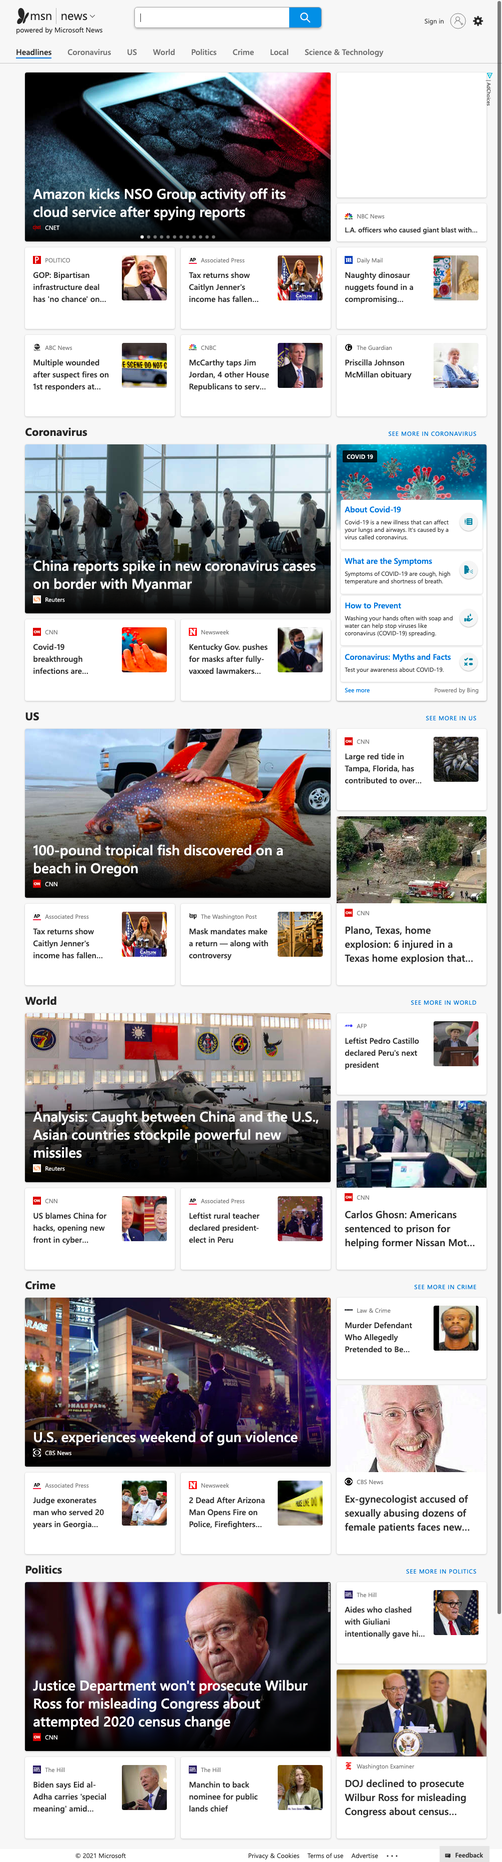 msn news
powered by Microsoft News
Sign in
Headlines Coronavirus US World Politics Crime Local Science & Technology
AdChoices
Amazon kicks NSO Group activity off its
cloud service after spying reports
CNET
NBC News
L.A. officers who caused giant blast with...
POLITICO
GOP: Bipartisan
infrastructure deal
has 'no chance' on...
Associated Press
Tax returns show
Caitlyn Jenner's
income has fallen...
Daily Mail
Naughty dinosaur
nuggets found in a
compromising...
ABC News
Multiple wounded
after suspect fires on
1st responders at...
CNBC
McCarthy taps Jim
Jordan, 4 other House
Republicans to serv...
The Guardian
Priscilla Johnson
McMillan obituary
Coronavirus
SEE MORE IN CORONAVIRUS
China reports spike in new coronavirus cases
on border with Myanmar
Reuters
COVID 19
About Covid-19
Covid-19 is a new illness that can affect
your lungs and airways. It's caused by a
virus called coronavirus.
What are the Symptoms
Symptoms of COVID-19 are cough, high
temperature and shortness of breath.
How to Prevent
Washing your hands often with soap and
water can help stop viruses like
coronavirus (COVID-19) spreading.
Coronavirus: Myths and Facts
Test your awareness about COVID-19.
See more
Powered by Bing
CNN
Covid-19
breakthrough
infections are...
Newsweek
Kentucky Gov. pushes
for masks after fully-
vaxxed lawmakers...
US
SEE MORE IN US
100-pound tropical fish discovered on a
beach in Oregon
CNN
CNN
Large red tide in
Tampa, Florida, has
contributed to over...
CNN
Plano, Texas, home
explosion: 6 injured in a
Texas home explosion that...
Associated Press
Tax returns show
Caitlyn Jenner's
income has fallen...
The Washington Post
Mask mandates make
a return — along with
controversy
World
SEE MORE IN WORLD
Analysis: Caught between China and the U.S.,
Asian countries stockpile powerful new
missiles
Reuters
AFP
Leftist Pedro Castillo
declared Peru's next
president
CNN
Carlos Ghosn: Americans
sentenced to prison for
helping former Nissan Mot...
CNN
US blames China for
hacks, opening new
front in cyber...
Associated Press
Leftist rural teacher
declared president-
elect in Peru
Crime
SEE MORE IN CRIME
U.S. experiences weekend of gun violence
CBS News
Law & Crime
Murder Defendant
Who Allegedly
Pretended to Be...
CBS News
Ex-gynecologist accused of
sexually abusing dozens of
female patients faces new...
Associated Press
Judge exonerates
man who served 20
years in Georgia...
Newsweek
2 Dead After Arizona
Man Opens Fire on
Police, Firefighters...
Politics
SEE MORE IN POLITICS
Justice Department won't prosecute Wilbur
Ross for misleading Congress about
attempted 2020 census change
CNN
The Hill
Aides who clashed
with Giuliani
intentionally gave hi...
Washington Examiner
DOJ declined to prosecute
Wilbur Ross for misleading
Congress about census...
The Hill
Biden says Eid al-
Adha carries 'special
meaning' amid...
The Hill
Manchin to back
nominee for public
lands chief
© 2021 Microsoft
Privacy & Cookies Terms of use Advertise ...
Feedback